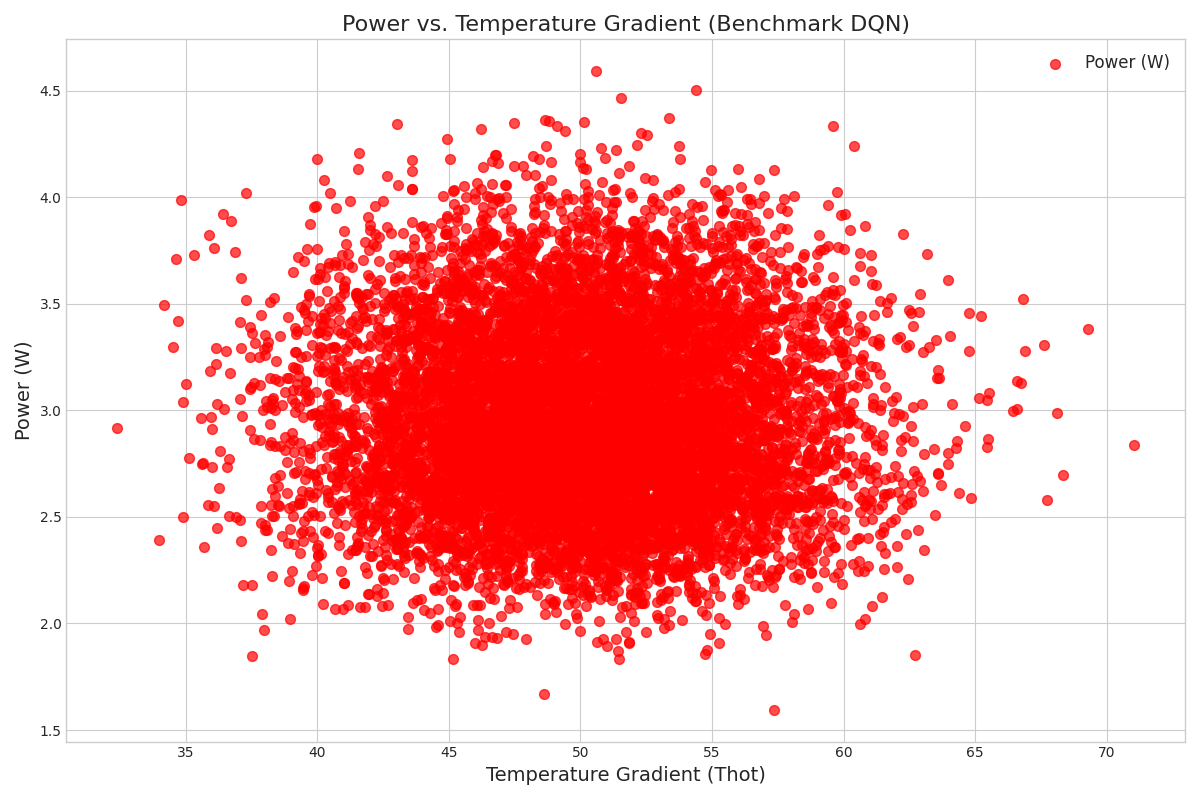 Power vs. Temperature Gradient (Benchmark DQN)
Power (W)
4.5
4.0
3.5
3.0
2.5
2.0
1.5
Power (W)
35 40 45 50 55 60 65 70
Temperature Gradient (Thot)